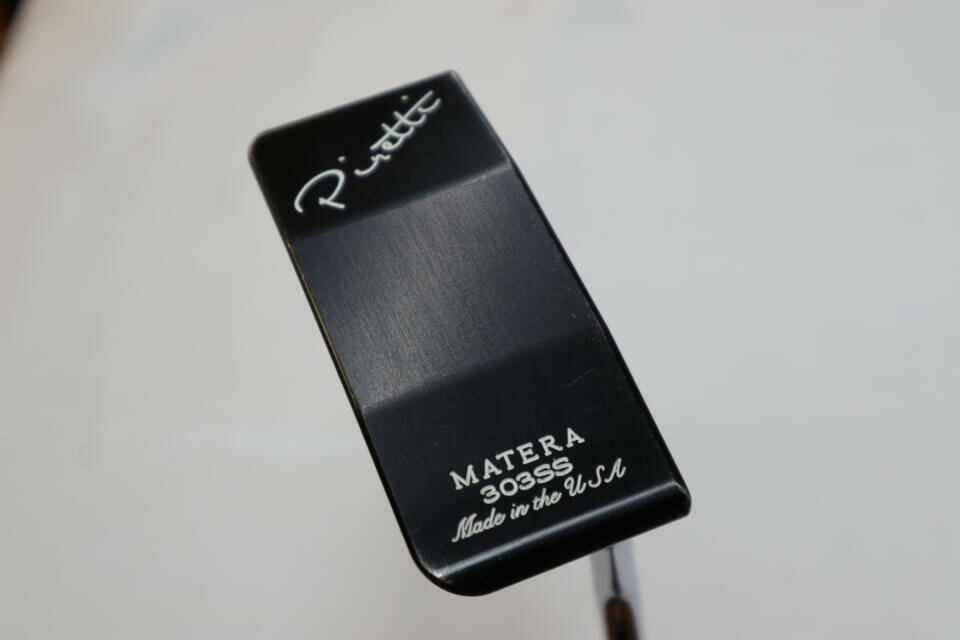 Piretti
MATERA
303SS
Made in the USA